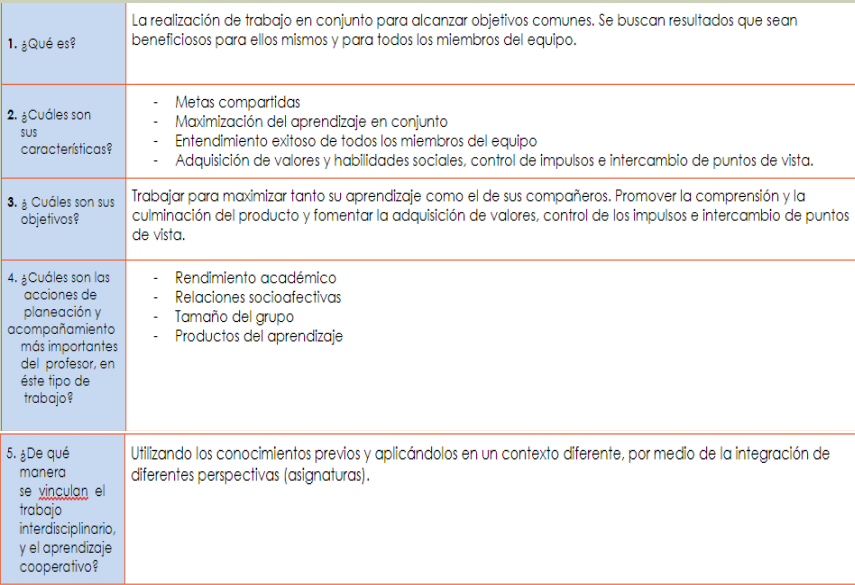 1. ¿Qué es?
La realización de trabajo en conjunto para alcanzar objetivos comunes. Se buscan resultados que sean
beneficiosos para ellos mismos y para todos los miembros del equipo.
2. ¿Cuáles son
sus
características?
- Metas compartidas
- Maximización del aprendizaje en conjunto
- Entendimiento exitoso de todos los miembros del equipo
- Adquisición de valores y habilidades sociales, control de impulsos e intercambio de puntos de vista.
3. ¿ Cuáles son sus
objetivos?
Trabajar para maximizar tanto su aprendizaje como el de sus compañeros. Promover la comprensión y la
culminación del producto y fomentar la adquisición de valores, control de los impulsos e intercambio de puntos
de vista.
4. ¿Cuáles son las
acciones de
planeación y
acompañamiento
más importantes
del profesor, en
éste tipo de
trabajo?
- Rendimiento académico
- Relaciones socioafectivas
- Tamaño del grupo
- Productos del aprendizaje
5. ¿De qué
manera
se vinculan el
trabajo
interdisciplinario,
y el aprendizaje
cooperativo?
Utilizando los conocimientos previos y aplicándolos en un contexto diferente, por medio de la integración de
diferentes perspectivas (asignaturas).